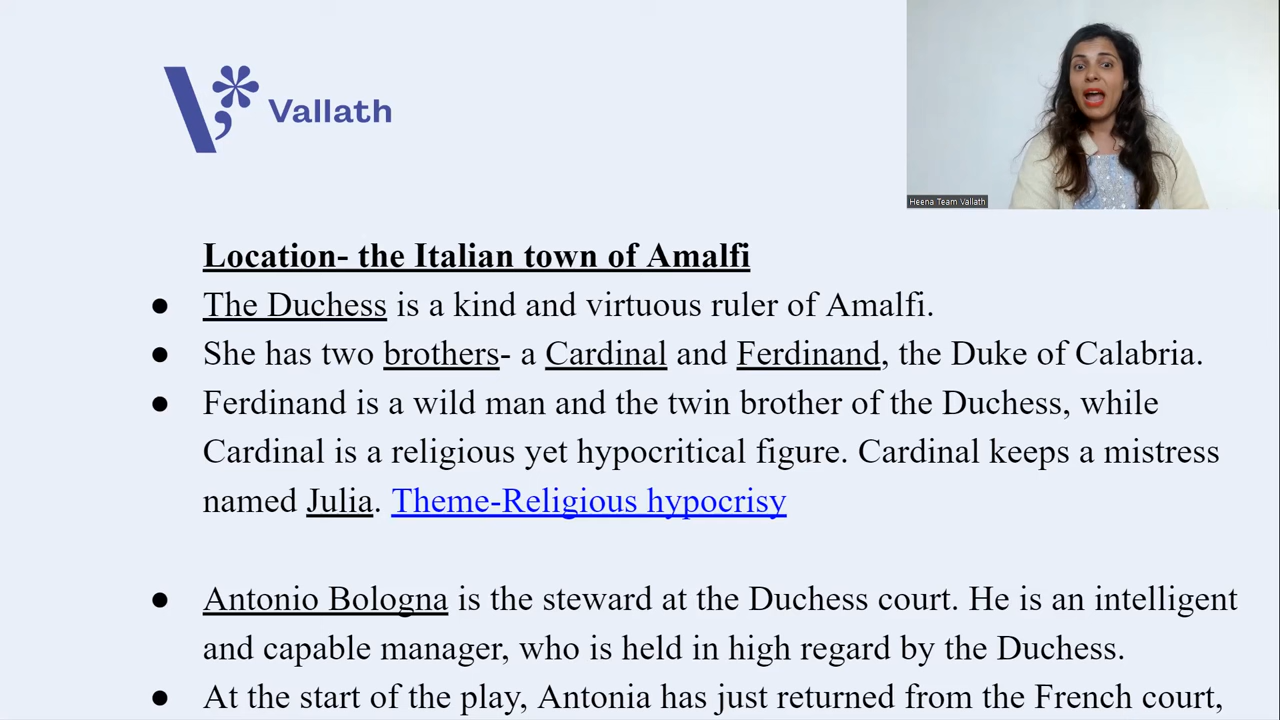 Vallath
Heena Team Vallath
Location- the Italian town of Amalfi
● The Duchess is a kind and virtuous ruler of Amalfi.
● She has two brothers- a Cardinal and Ferdinand, the Duke of Calabria.
● Ferdinand is a wild man and the twin brother of the Duchess, while
Cardinal is a religious yet hypocritical figure. Cardinal keeps a mistress
named Julia. Theme-Religious hypocrisy
● Antonio Bologna is the steward at the Duchess court. He is an intelligent
and capable manager, who is held in high regard by the Duchess.
● At the start of the play, Antonia has just returned from the French court,